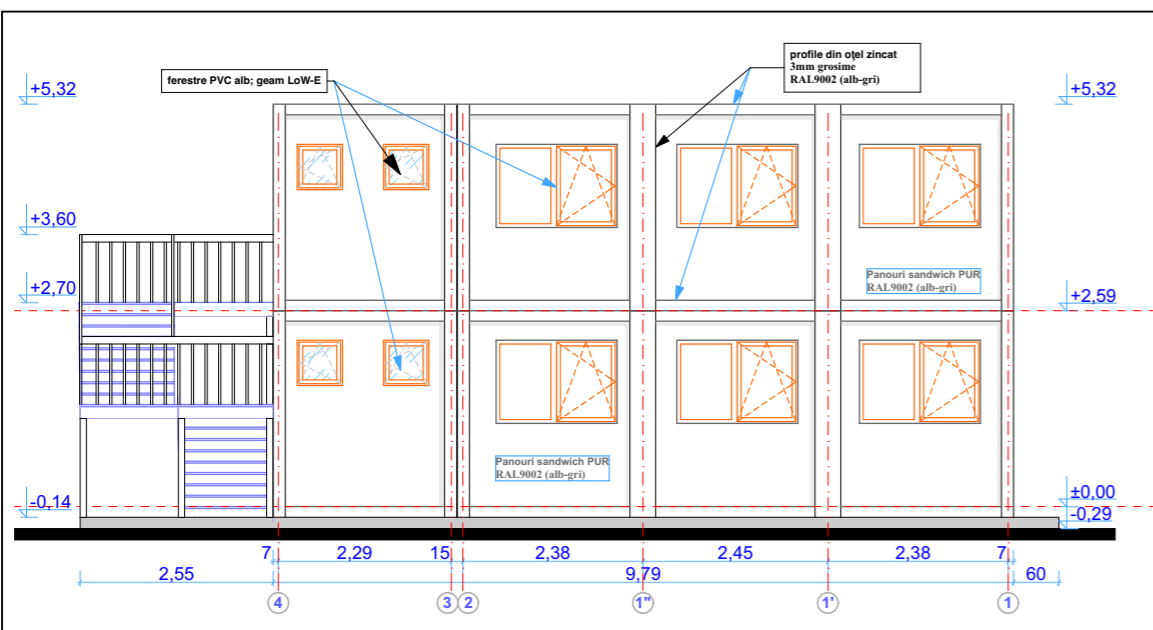 profile din oțel zincat
3mm grosime
RAL9002 (alb-gri)
ferestre PVC alb; geam LoW-E
+5,32
+5,32
+3,60
+2,70
+2,59
Panouri sandwich PUR
RAL9002 (alb-gri)
Panouri sandwich PUR
RAL9002 (alb-gri)
-0,14
±0,00
-0,29
7 2,29 15 2,38 2,45 2,38 7
2,55 9,79 60
4 3 2 1" 1' 1